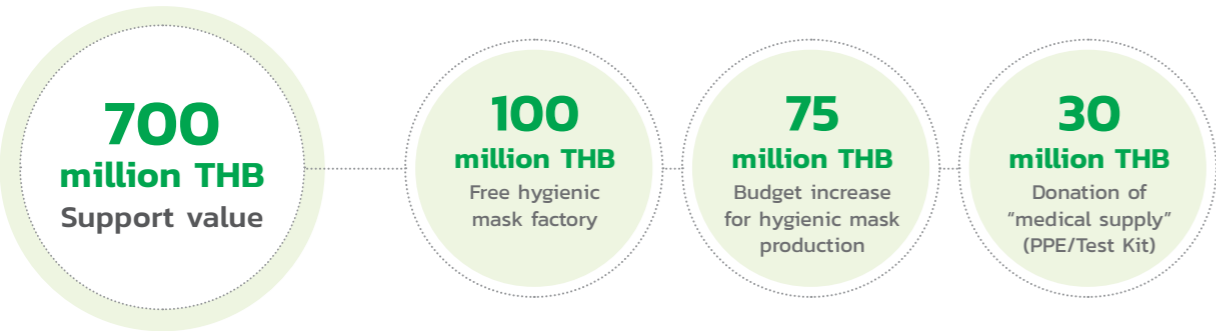 700
million THB
Support value
100
million THB
Free hygienic
mask factory
75
million THB
Budget increase
for hygienic mask
production
30
million THB
Donation of
“medical supply”
(PPE/Test Kit)